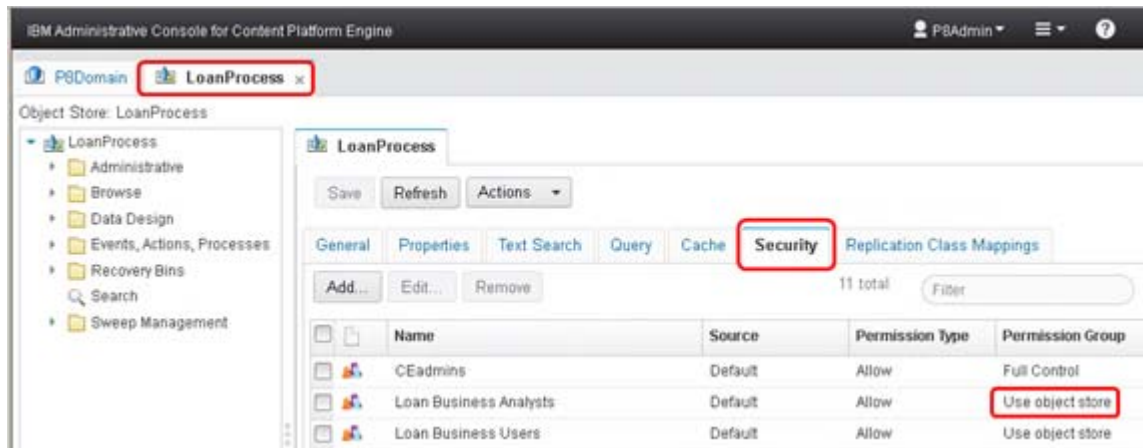 IBM Administrative Console for Content Platform Engine
P8Admin
P8Domain
LoanProcess
Object Store: LoanProcess
LoanProcess
Administrative
Browse
Data Design
Events, Actions, Processes
Recovery Bins
Search
Sweep Management
LoanProcess
Save Refresh Actions
General Properties Text Search Query Cache Security Replication Class Mappings
Add... Edit... Remove 11 total Filter
Name Source Permission Type Permission Group
CEadmins Default Allow Full Control
Loan Business Analysts Default Allow Use object store
Loan Business Users Default Allow Use object store